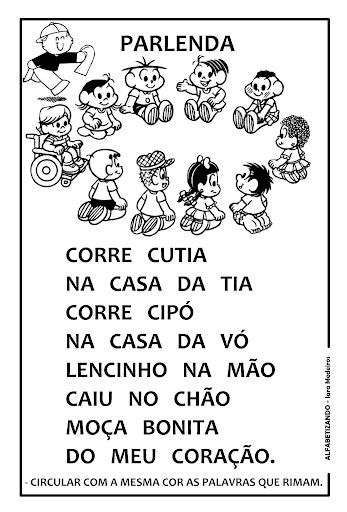 PARLENDA
CORRE CUTIA
NA CASA DA TIA
CORRE CIPÓ
NA CASA DA VÓ
LENCINHO NA MÃO
CAIU NO CHÃO
MOÇA BONITA
DO MEU CORAÇÃO.
- CIRCULAR COM A MESMA COR AS PALAVRAS QUE RIMAM.
ALFABETIZANDO - Iara Medeiros